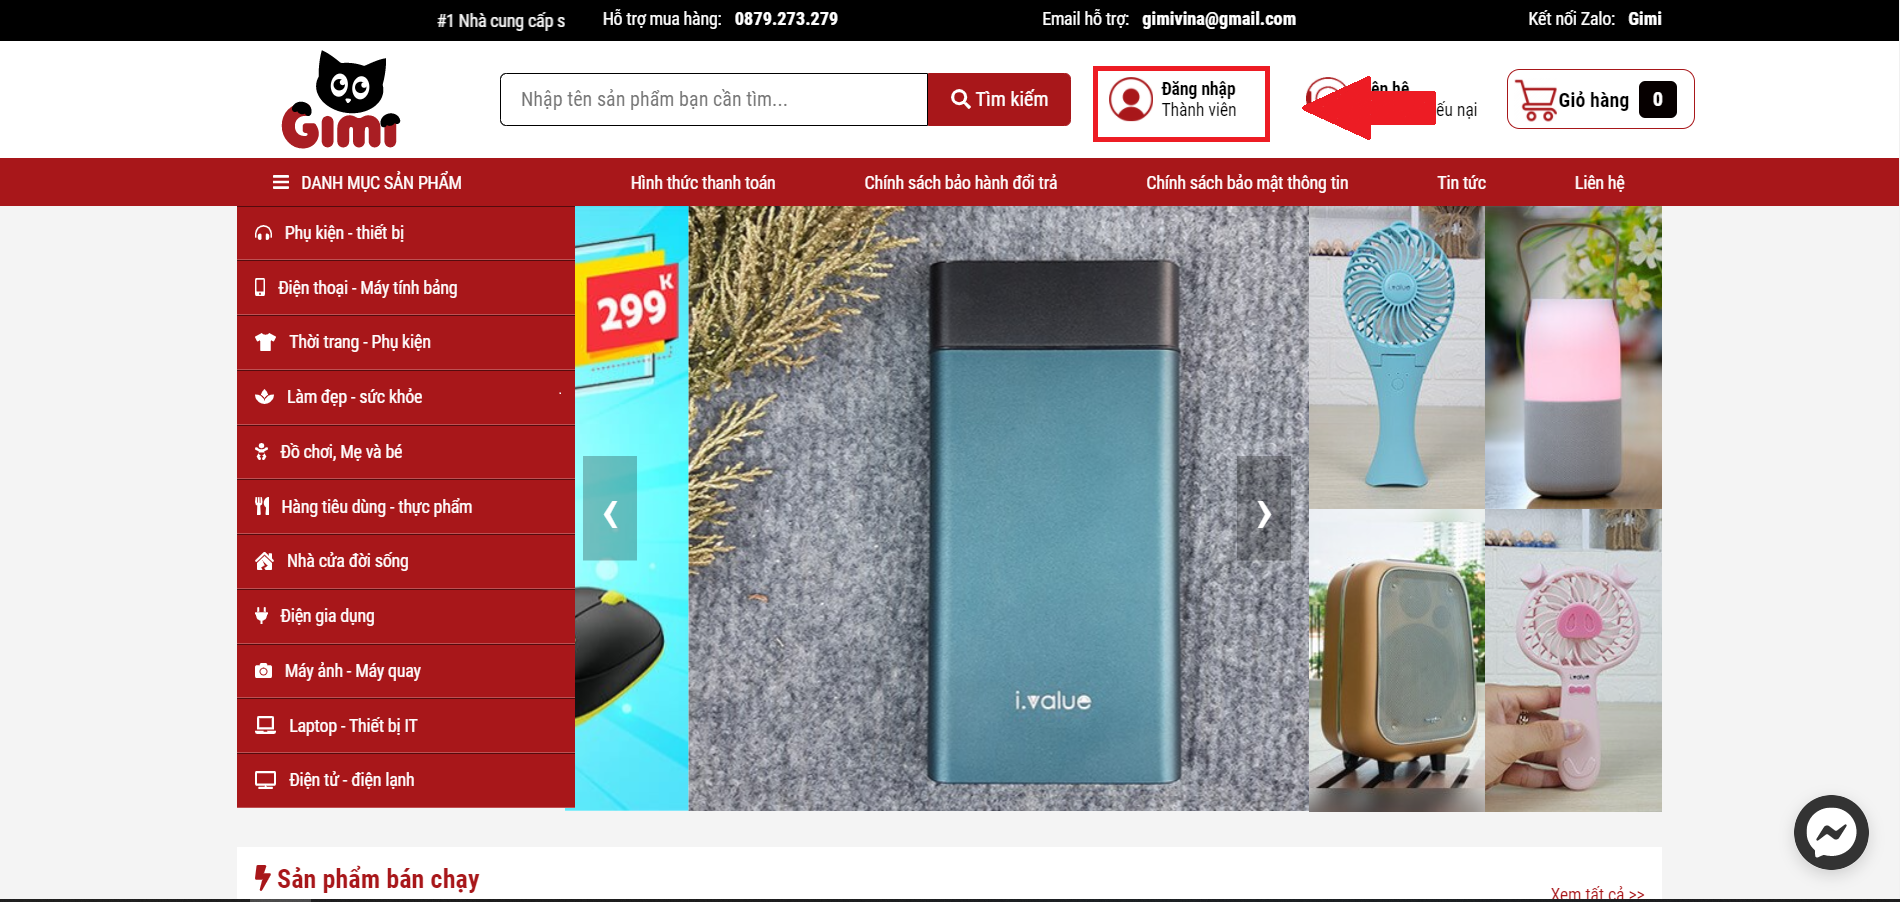 #1 Nhà cung cấp s
Hỗ trợ mua hàng: 0879.273.279
Email hỗ trợ: gimivina@gmail.com
Kết nối Zalo: Gimi
Gimi
Nhập tên sản phẩm bạn cần tìm...
Tìm kiếm
Đăng nhập
Thành viên
ên hệ
ếu nại
Giỏ hàng 0
DANH MỤC SẢN PHẨM
Hình thức thanh toán
Chính sách bảo hành đổi trả
Chính sách bảo mật thông tin
Tin tức
Liên hệ
Phụ kiện - thiết bị
Điện thoại - Máy tính bảng
Thời trang - Phụ kiện
Làm đẹp - sức khỏe
Đồ chơi, Mẹ và bé
Hàng tiêu dùng - thực phẩm
Nhà cửa đời sống
Điện gia dụng
Máy ảnh - Máy quay
Laptop - Thiết bị IT
Điện tử - điện lạnh
299K
i.value
i.value
i.value
Sản phẩm bán chạy
Xem tất cả >>